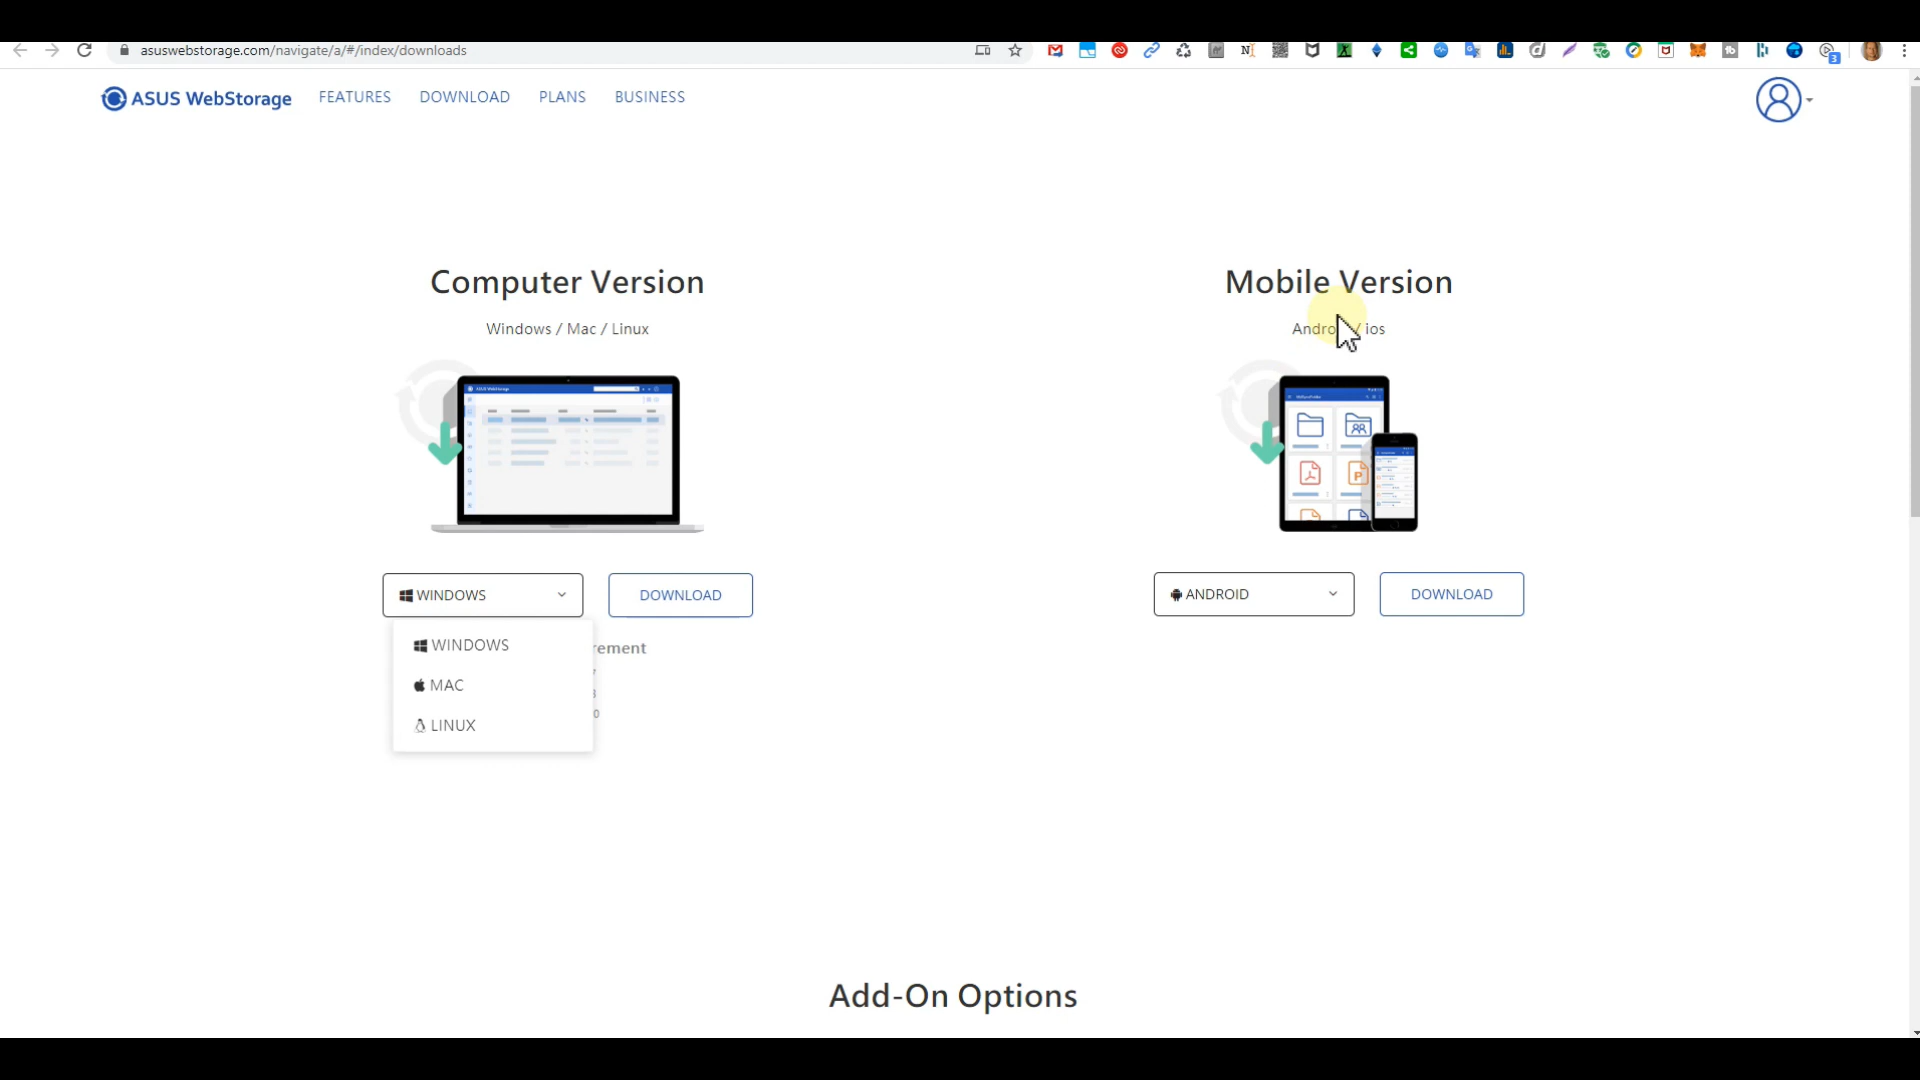 asuswebstorage.com/navigate/a/#/index/downloads
3
ASUS WebStorage FEATURES DOWNLOAD PLANS BUSINESS
Computer Version
Windows / Mac / Linux
Mobile Version
ios
WINDOWS
DOWNLOAD
WINDOWS
MAC
LINUX
ANDROID
DOWNLOAD
Add-On Options